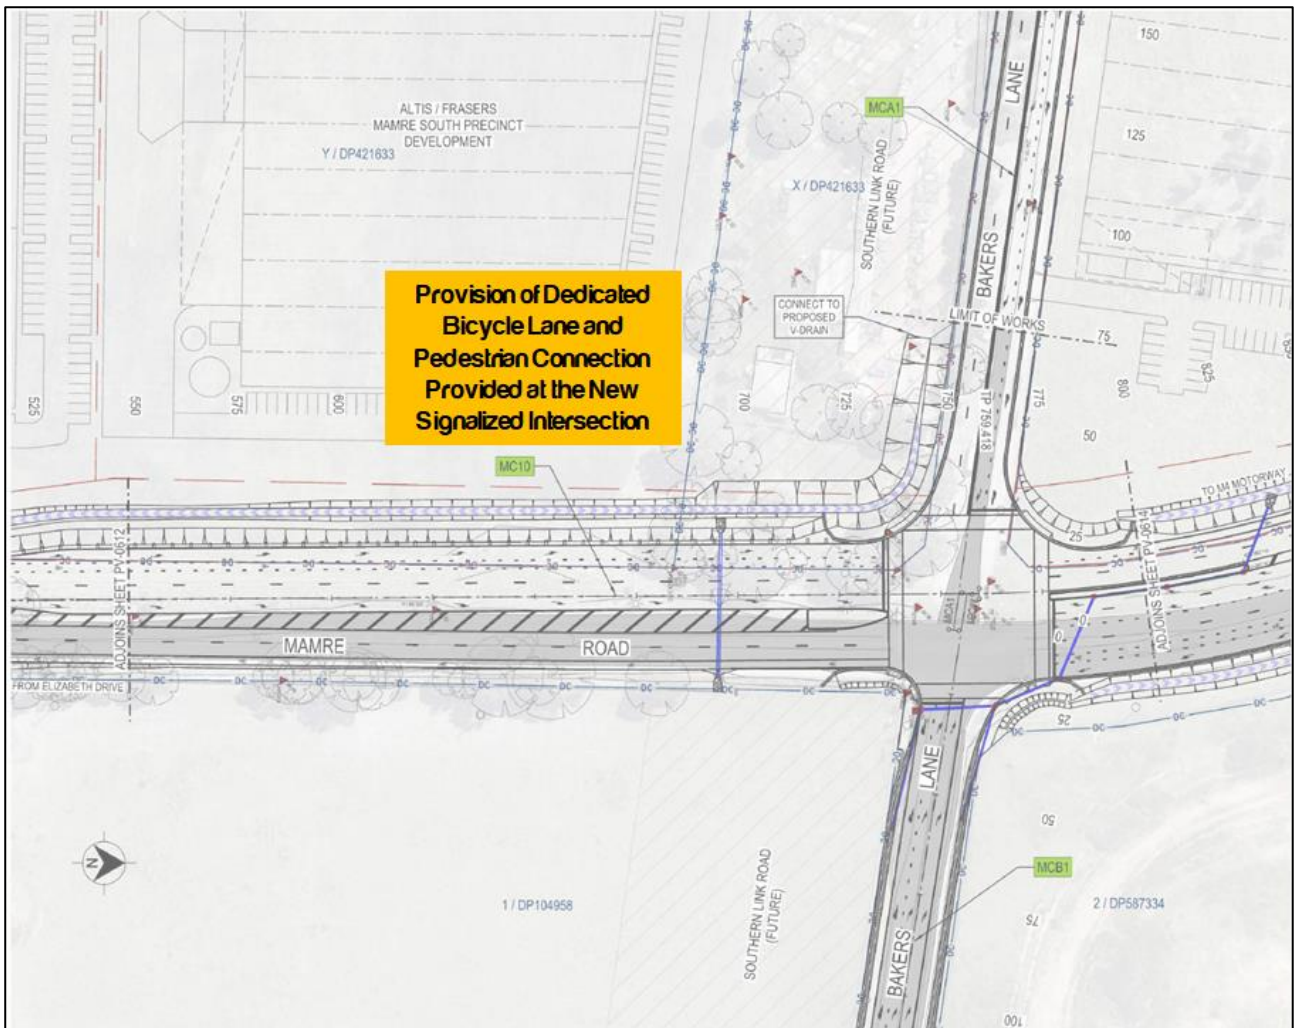 150
LANE
MCA1
ALTIS / FRASERS
MAMRE SOUTH PRECINCT
DEVELOPMENT
125
Y / DP421633
X / DP421633
SOUTHERN LINK ROAD
(FUTURE)
100
BAKERS
Provision of Dedicated
Bicycle Lane and
Pedestrian Connection
Provided at the New
Signalized Intersection
CONNECT TO
PROPOSED
V-DRAIN
LIMIT OF WORKS
75
525
550
575
600
700
725
750
TP 759.418
775
800
825
50
MC10
TO M4 MOTORWAY
25
ADJOINS SHEET PV-0612
ADJOINS SHEET PV-0614
MAMRE ROAD
FROM ELIZABETH DRIVE
25
LANE
50
MCB1
SOUTHERN LINK ROAD
(FUTURE)
N
1 / DP104958
2 / DP587334
75
BAKERS
100